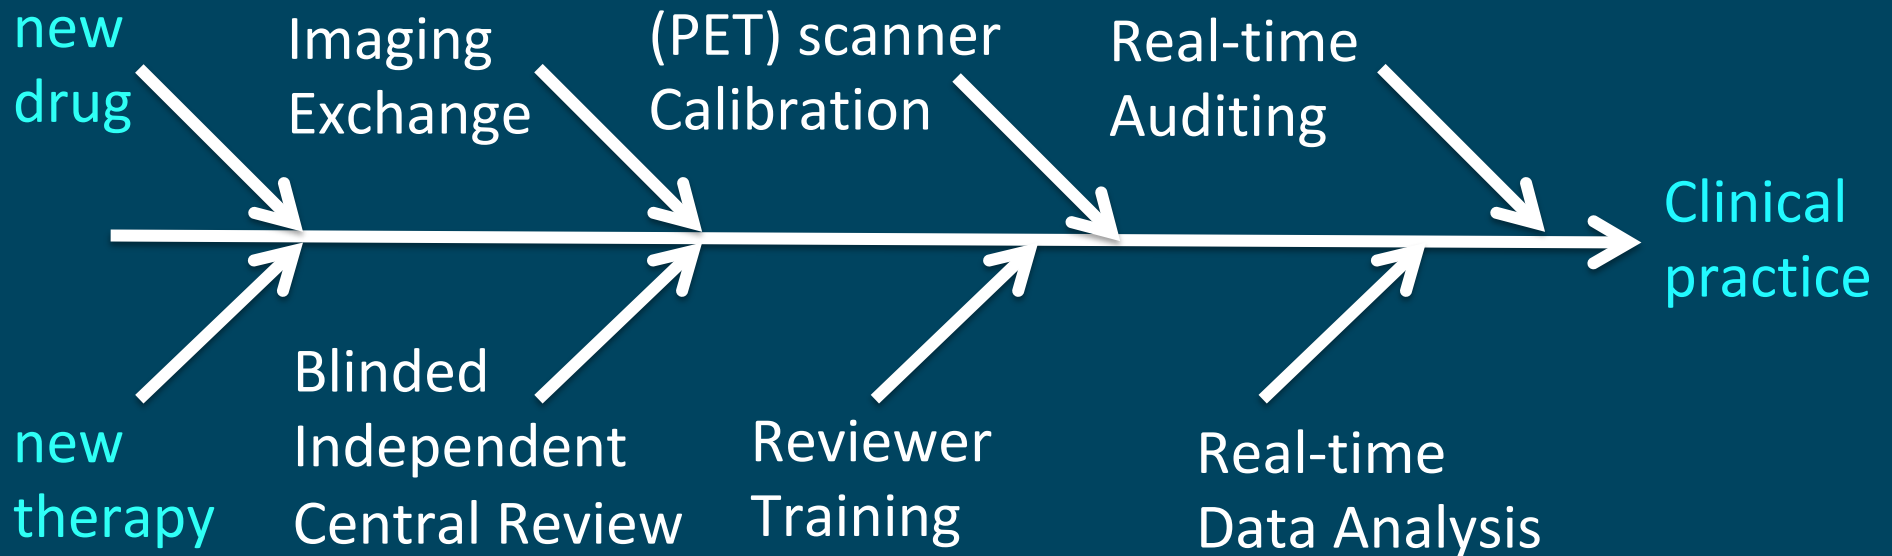 new
drug
Imaging
Exchange
(PET) scanner
Calibration
Real-time
Auditing
Clinical
practice
new
therapy
Blinded
Independent
Central Review
Reviewer
Training
Real-time
Data Analysis